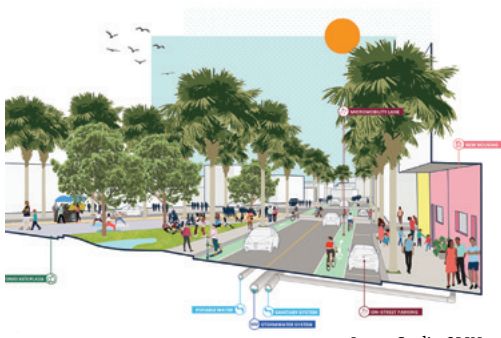 MICROMOBILITY LANE
NEW HOUSING
POTABLE WATER
SANITARY SYSTEM
STORMWATER SYSTEM
ON-STREET PARKING